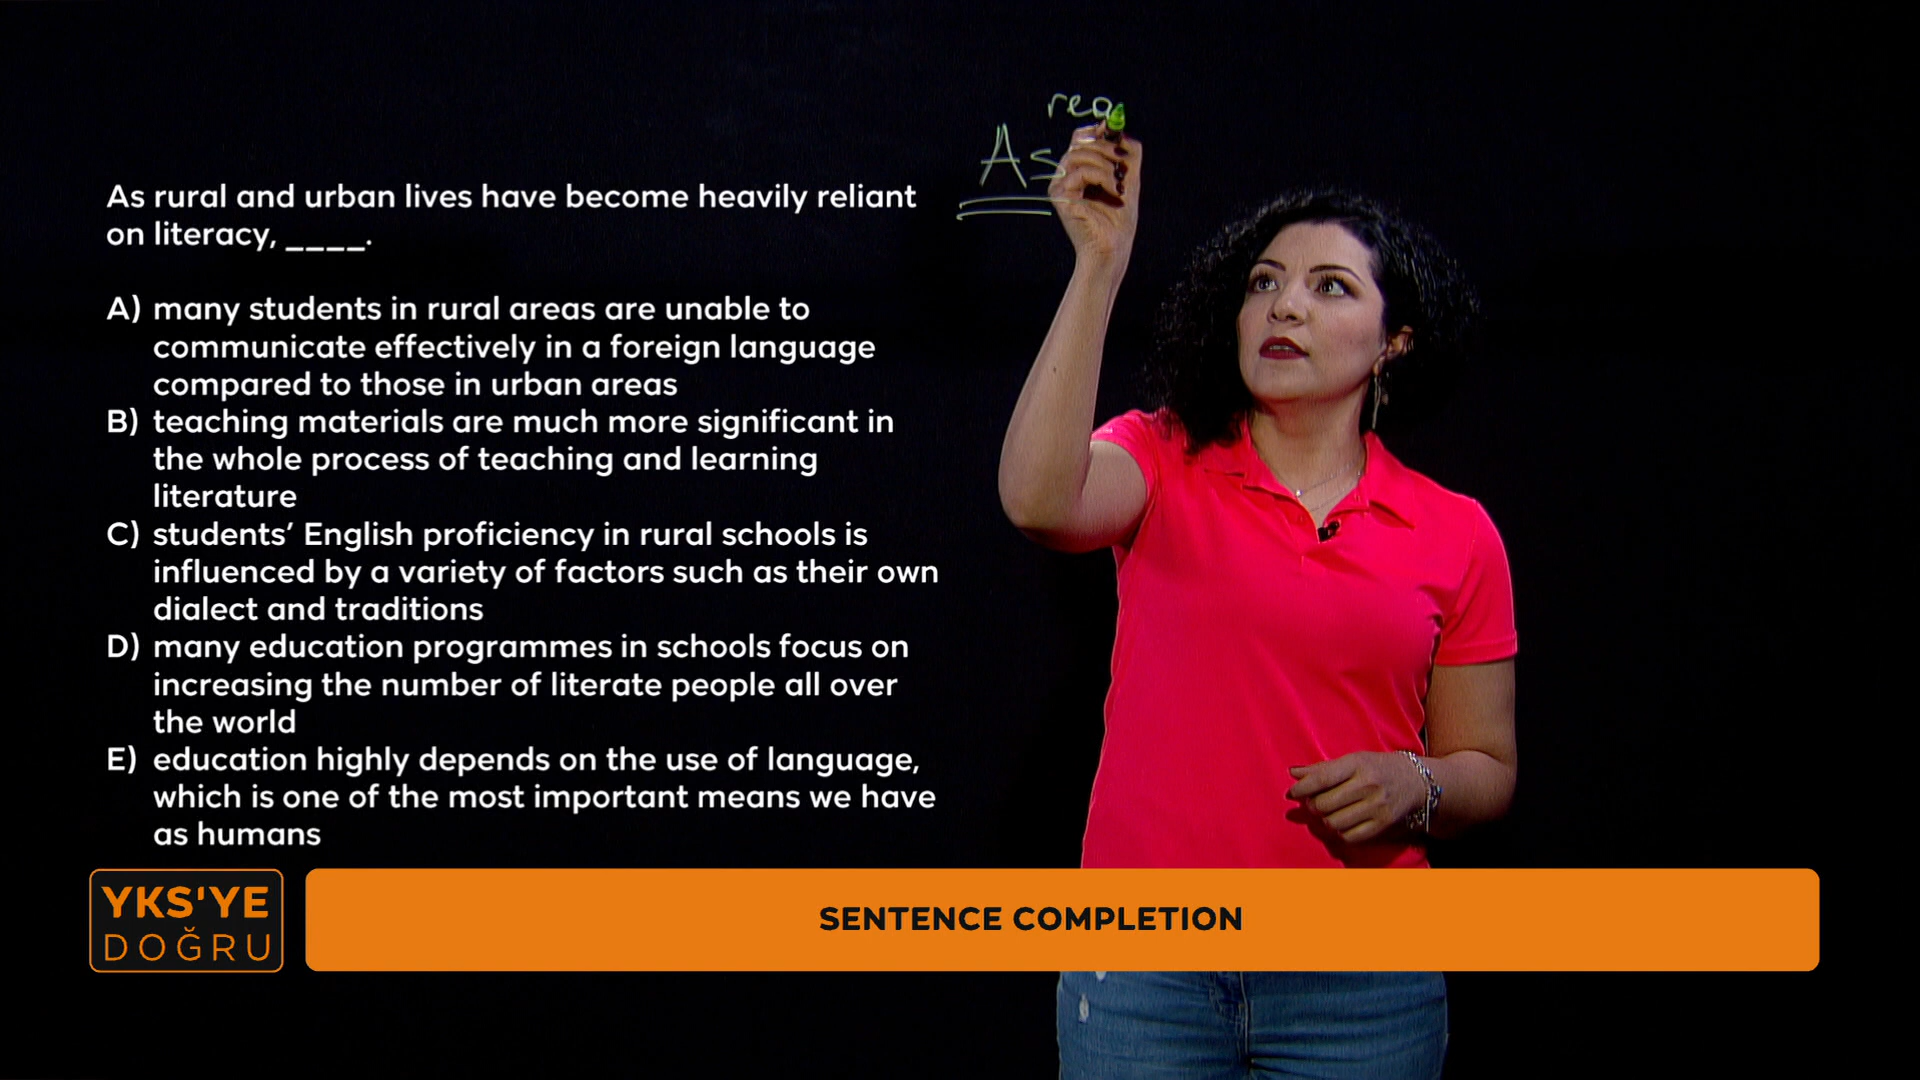 rea
As
As rural and urban lives have become heavily reliant
on literacy, ____.
A) many students in rural areas are unable to
communicate effectively in a foreign language
compared to those in urban areas
B) teaching materials are much more significant in
the whole process of teaching and learning
literature
C) students’ English proficiency in rural schools is
influenced by a variety of factors such as their own
dialect and traditions
D) many education programmes in schools focus on
increasing the number of literate people all over
the world
E) education highly depends on the use of language,
which is one of the most important means we have
as humans
YKS'YE
DOĞRU
SENTENCE COMPLETION